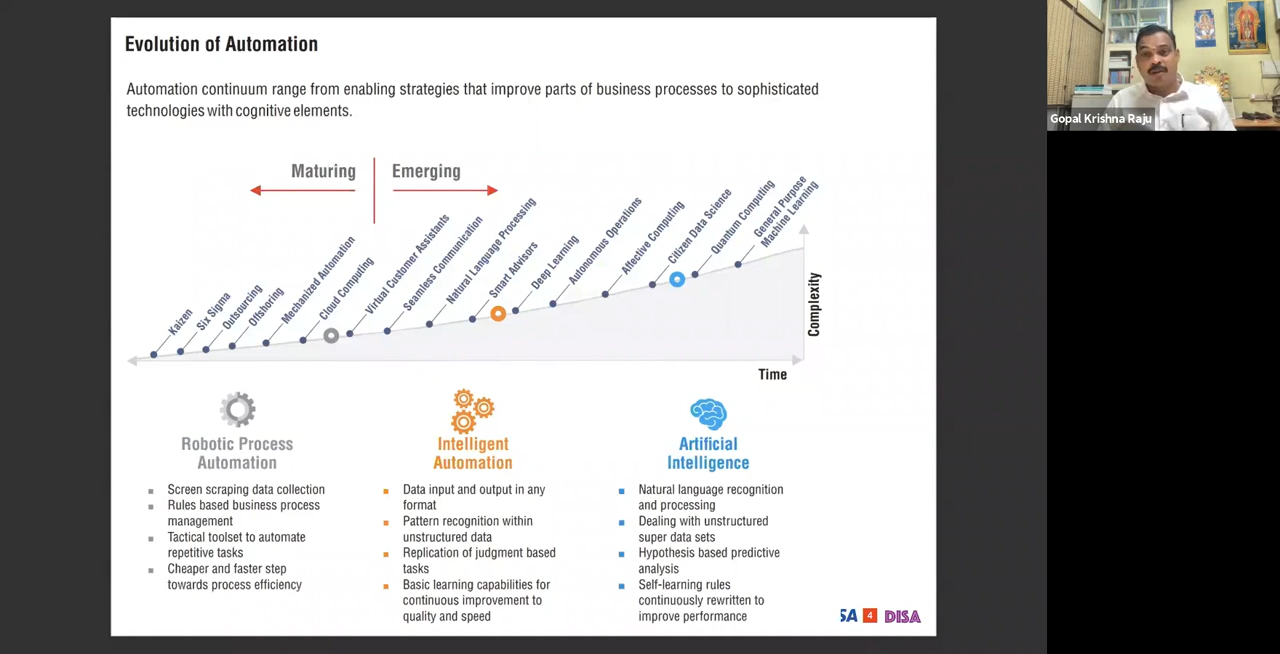 Evolution of Automation
Automation continuum range from enabling strategies that improve parts of business processes to sophisticated
technologies with cognitive elements.
Maturing
Emerging
Kaizen
Six Sigma
Outsourcing
Offshoring
Mechanized Automation
Cloud Computing
Virtual Customer Assistants
Seamless Communication
Natural Language Processing
Smart Advisors
Deep Learning
Autonomous Operations
Affective Computing
Citizen Data Science
Quantum Computing
General Purpose
Machine Learning
Complexity
Time
Robotic Process
Automation
Screen scraping data collection
Rules based business process
management
Tactical toolset to automate
repetitive tasks
Cheaper and faster step
towards process efficiency
Intelligent
Automation
Data input and output in any
format
Pattern recognition within
unstructured data
Replication of judgment based
tasks
Basic learning capabilities for
continuous improvement to
quality and speed
Artificial
Intelligence
Natural language recognition
and processing
Dealing with unstructured
super data sets
Hypothesis based predictive
analysis
Self-learning rules
continuously rewritten to
improve performance
SA 4 DISA
Gopal Krishna Raju